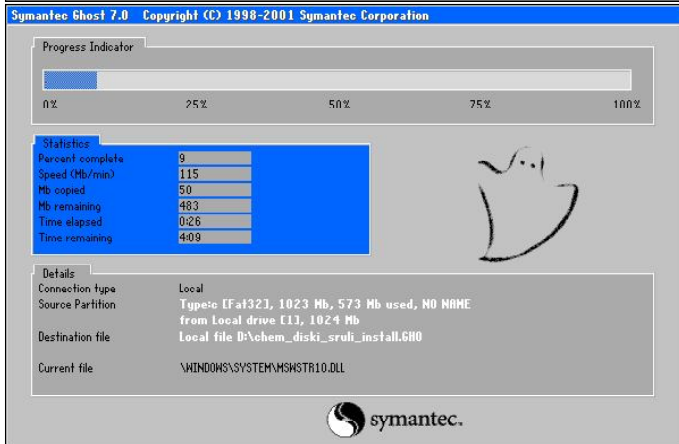 Symantec Ghost 7.0 Copyright (C) 1998-2001 Symantec Corporation
Progress Indicator
0% 25% 50% 75% 100%
Statistics
Percent complete 9
Speed (Mb/min) 115
Mb copied 50
Mb remaining 483
Time elapsed 0:26
Time remaining 4:09
Details
Connection type Local
Source Partition Type:c [Fat32], 1023 Mb, 573 Mb used, NO NAME
from Local drive [1], 1024 Mb
Destination file Local file D:\chem_diski_sruli_install.GHO
Current file \WINDOWS\SYSTEM\MSWSTR10.DLL
symantec.